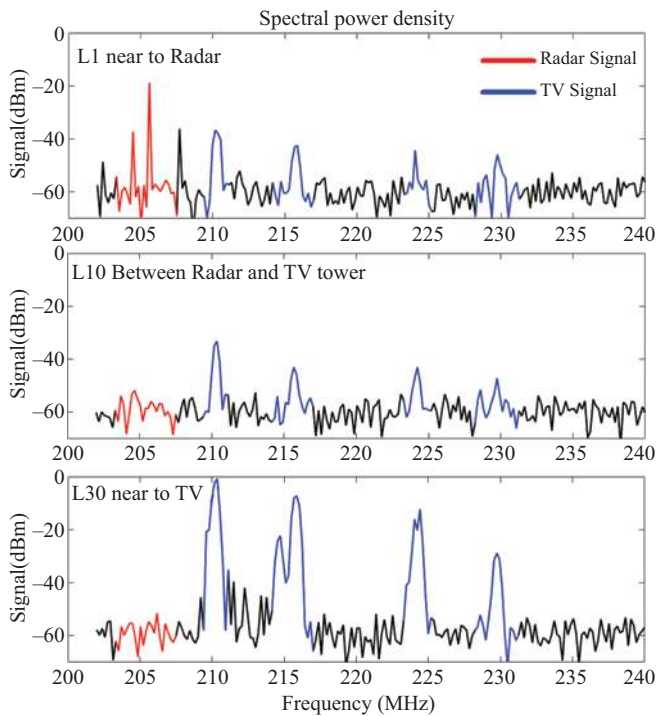 Spectral power density
0
L1 near to Radar
Radar Signal
TV Signal
−20
−40
−60
Signal(dBm)
200 205 210 215 220 225 230 235 240
0
L10 Between Radar and TV tower
−20
−40
−60
Signal(dBm)
200 205 210 215 220 225 230 235 240
0
L30 near to TV
−20
−40
−60
Signal(dBm)
200 205 210 215 220 225 230 235 240
Frequency (MHz)